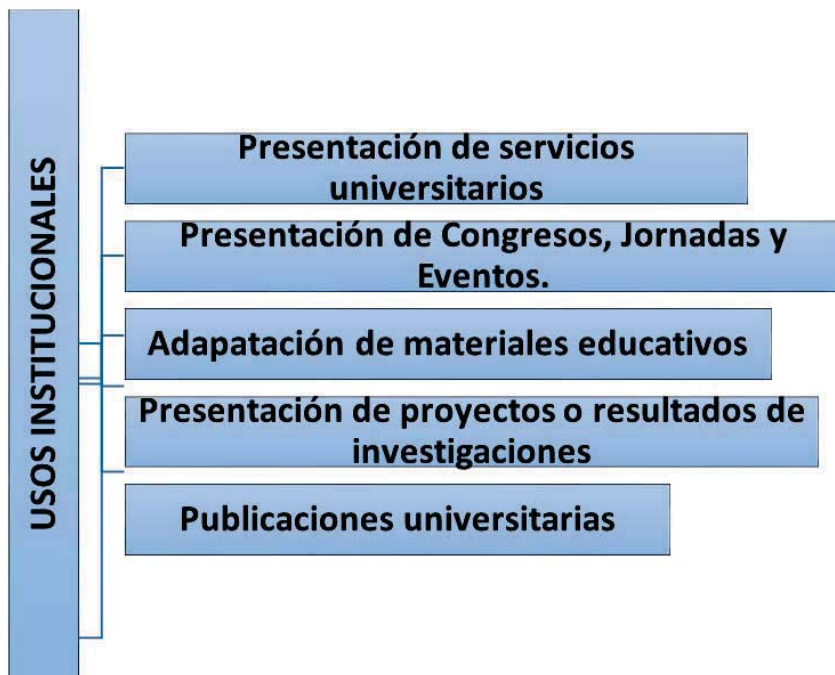 USOS INSTITUCIONALES
Presentación de servicios
universitarios
Presentación de Congresos, Jornadas y
Eventos.
Adapatación de materiales educativos
Presentación de proyectos o resultados de
investigaciones
Publicaciones universitarias